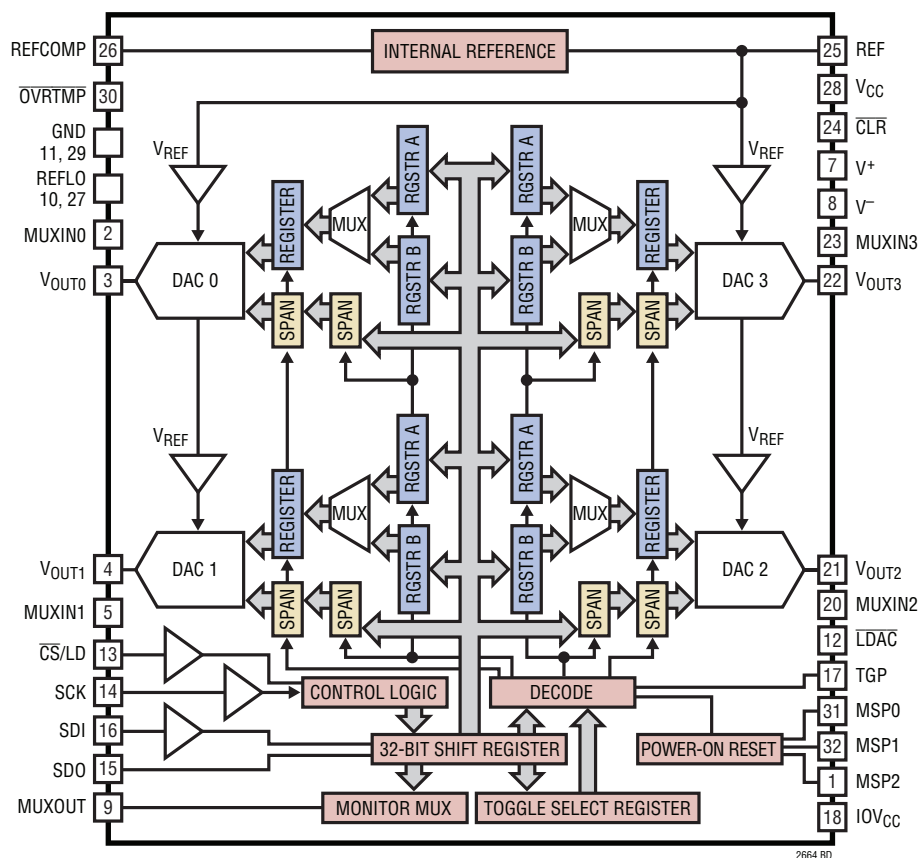 REFCOMP 26
INTERNAL REFERENCE
25 REF
O̅V̅R̅T̅M̅P̅ 30
28 VCC
GND
11, 29
24 C̅L̅R̅
REFLO
10, 27
7 V+
8 V–
MUXIN0 2
23 MUXIN3
VOUT0 3
22 VOUT3
VREF
VREF
RGSTR A
RGSTR A
REGISTER
MUX
MUX
REGISTER
RGSTR B
RGSTR B
DAC 0
DAC 3
SPAN
SPAN
SPAN
SPAN
VREF
VREF
RGSTR A
RGSTR A
REGISTER
MUX
MUX
REGISTER
RGSTR B
RGSTR B
DAC 1
DAC 2
SPAN
SPAN
SPAN
SPAN
VOUT1 4
21 VOUT2
MUXIN1 5
20 MUXIN2
C̅S̅/LD 13
12 L̅D̅A̅C̅
SCK 14
CONTROL LOGIC
DECODE
17 TGP
31 MSP0
SDI 16
32-BIT SHIFT REGISTER
POWER-ON RESET
32 MSP1
SDO 15
1 MSP2
MUXOUT 9
MONITOR MUX
TOGGLE SELECT REGISTER
18 IOVCC
2664 BD